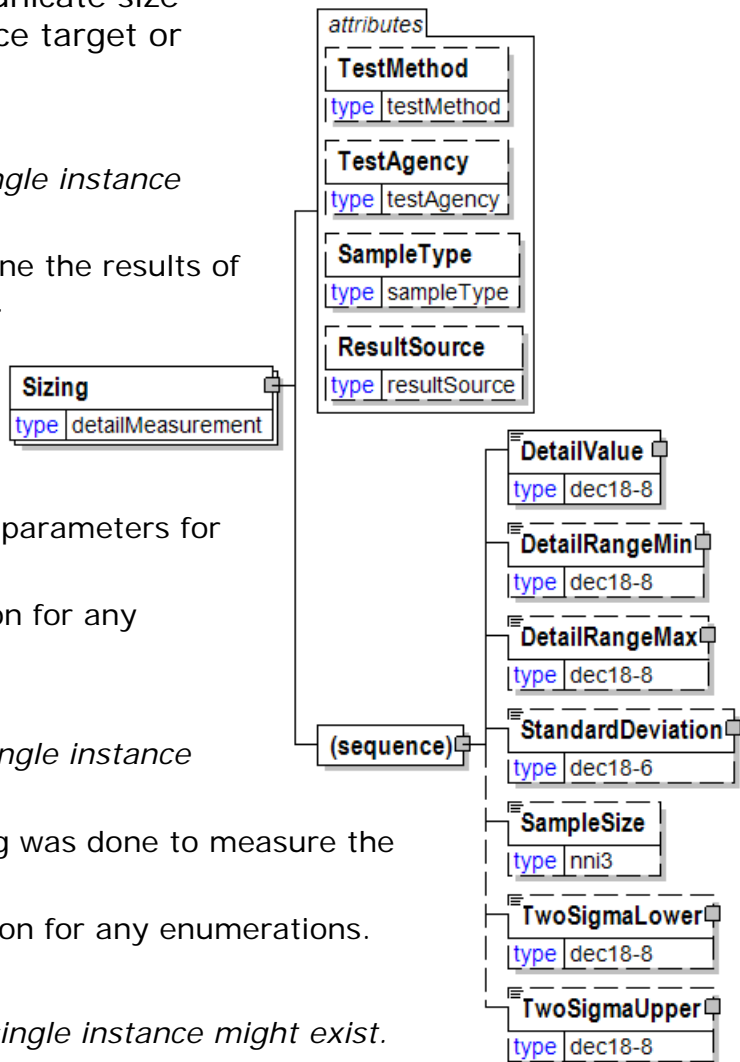 unicate size
ce target or
ngle instance
ne the results of
.
parameters for
on for any
ngle instance
g was done to measure the
on for any enumerations.
single instance might exist.
attributes
TestMethod
type testMethod
TestAgency
type testAgency
SampleType
type sampleType
ResultSource
type resultSource
Sizing
type detailMeasurement
(sequence)
DetailValue
type dec18-8
DetailRangeMin
type dec18-8
DetailRangeMax
type dec18-8
StandardDeviation
type dec18-6
SampleSize
type nni3
TwoSigmaLower
type dec18-8
TwoSigmaUpper
type dec18-8